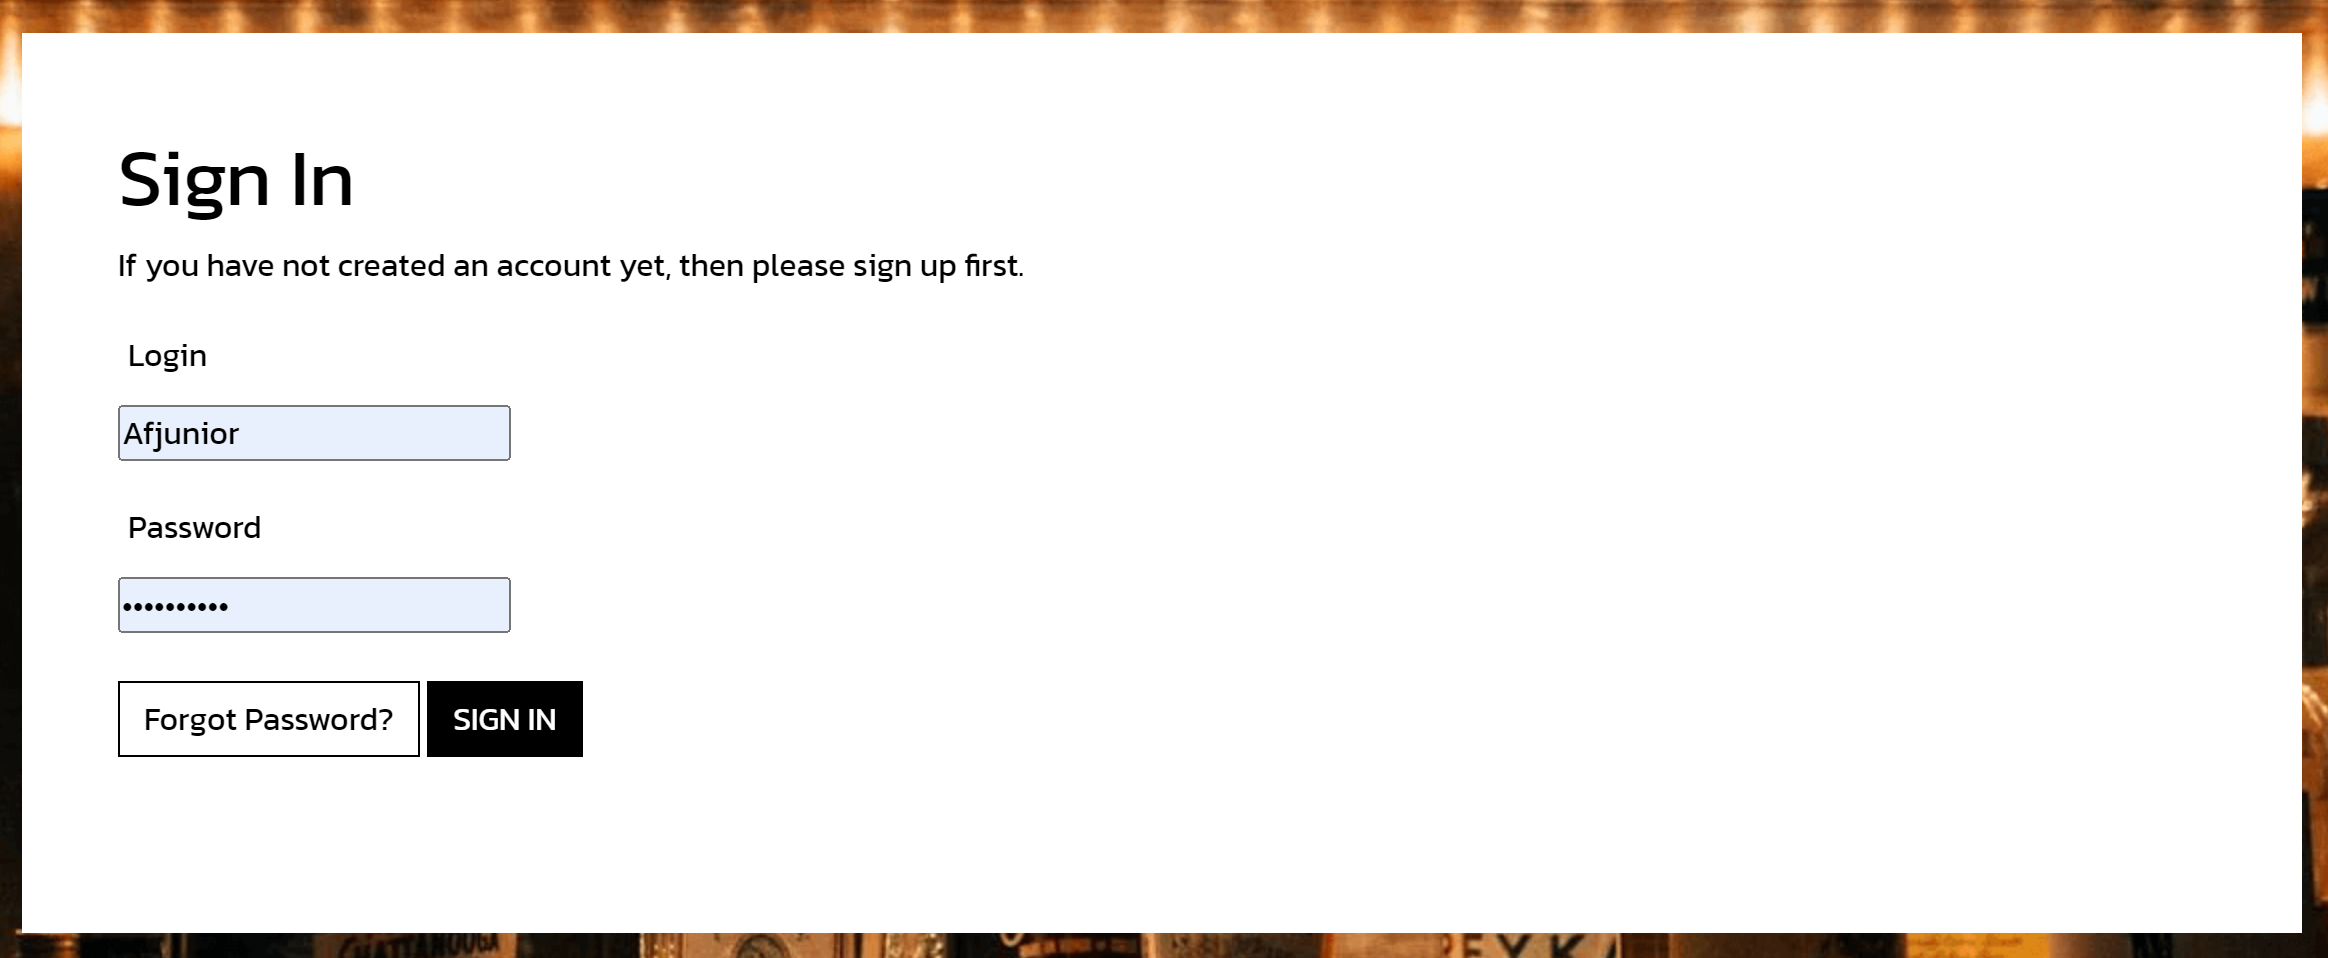 Sign In
If you have not created an account yet, then please sign up first.
Login
Afjunior
Password
••••••••••
Forgot Password? SIGN IN